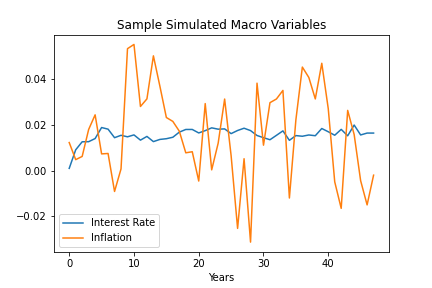 Sample Simulated Macro Variables
0.04
0.02
0.00
−0.02
Interest Rate
Inflation
0 10 20 30 40
Years